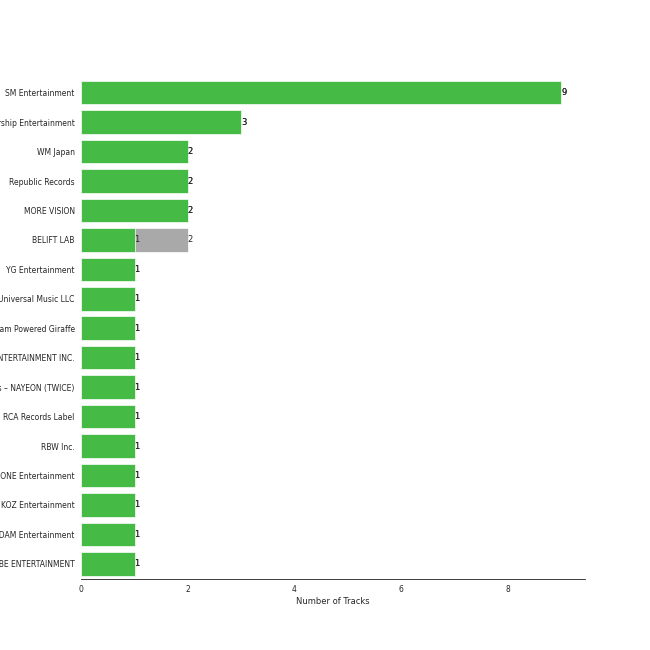 SM Entertainment 9
rship Entertainment 3
WM Japan 2
Republic Records 2
MORE VISION 2
BELIFT LAB 1 2
YG Entertainment 1
Universal Music LLC 1
am Powered Giraffe 1
NTERTAINMENT INC. 1
s – NAYEON (TWICE) 1
RCA Records Label 1
RBW Inc. 1
ONE Entertainment 1
KOZ Entertainment 1
DAM Entertainment 1
BE ENTERTAINMENT 1
0 2 4 6 8
Number of Tracks